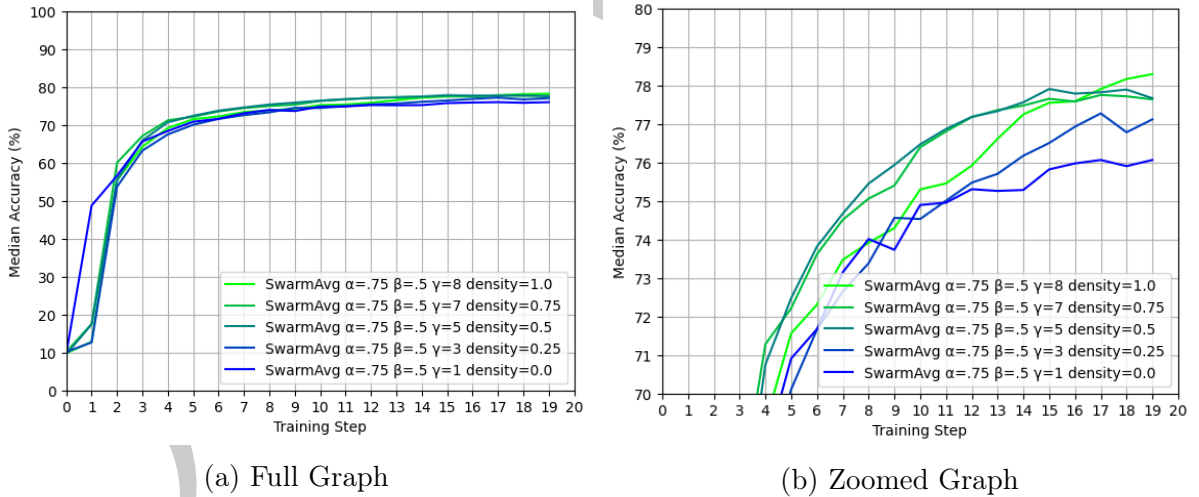 100
90
80
70
60
50
40
30
20
10
0
Median Accuracy (%)
SwarmAvg α=.75 β=.5 γ=8 density=1.0
SwarmAvg α=.75 β=.5 γ=7 density=0.75
SwarmAvg α=.75 β=.5 γ=5 density=0.5
SwarmAvg α=.75 β=.5 γ=3 density=0.25
SwarmAvg α=.75 β=.5 γ=1 density=0.0
0 1 2 3 4 5 6 7 8 9 10 11 12 13 14 15 16 17 18 19 20
Training Step
(a) Full Graph
80
79
78
77
76
75
74
73
72
71
70
Median Accuracy (%)
SwarmAvg α=.75 β=.5 γ=8 density=1.0
SwarmAvg α=.75 β=.5 γ=7 density=0.75
SwarmAvg α=.75 β=.5 γ=5 density=0.5
SwarmAvg α=.75 β=.5 γ=3 density=0.25
SwarmAvg α=.75 β=.5 γ=1 density=0.0
0 1 2 3 4 5 6 7 8 9 10 11 12 13 14 15 16 17 18 19 20
Training Step
(b) Zoomed Graph